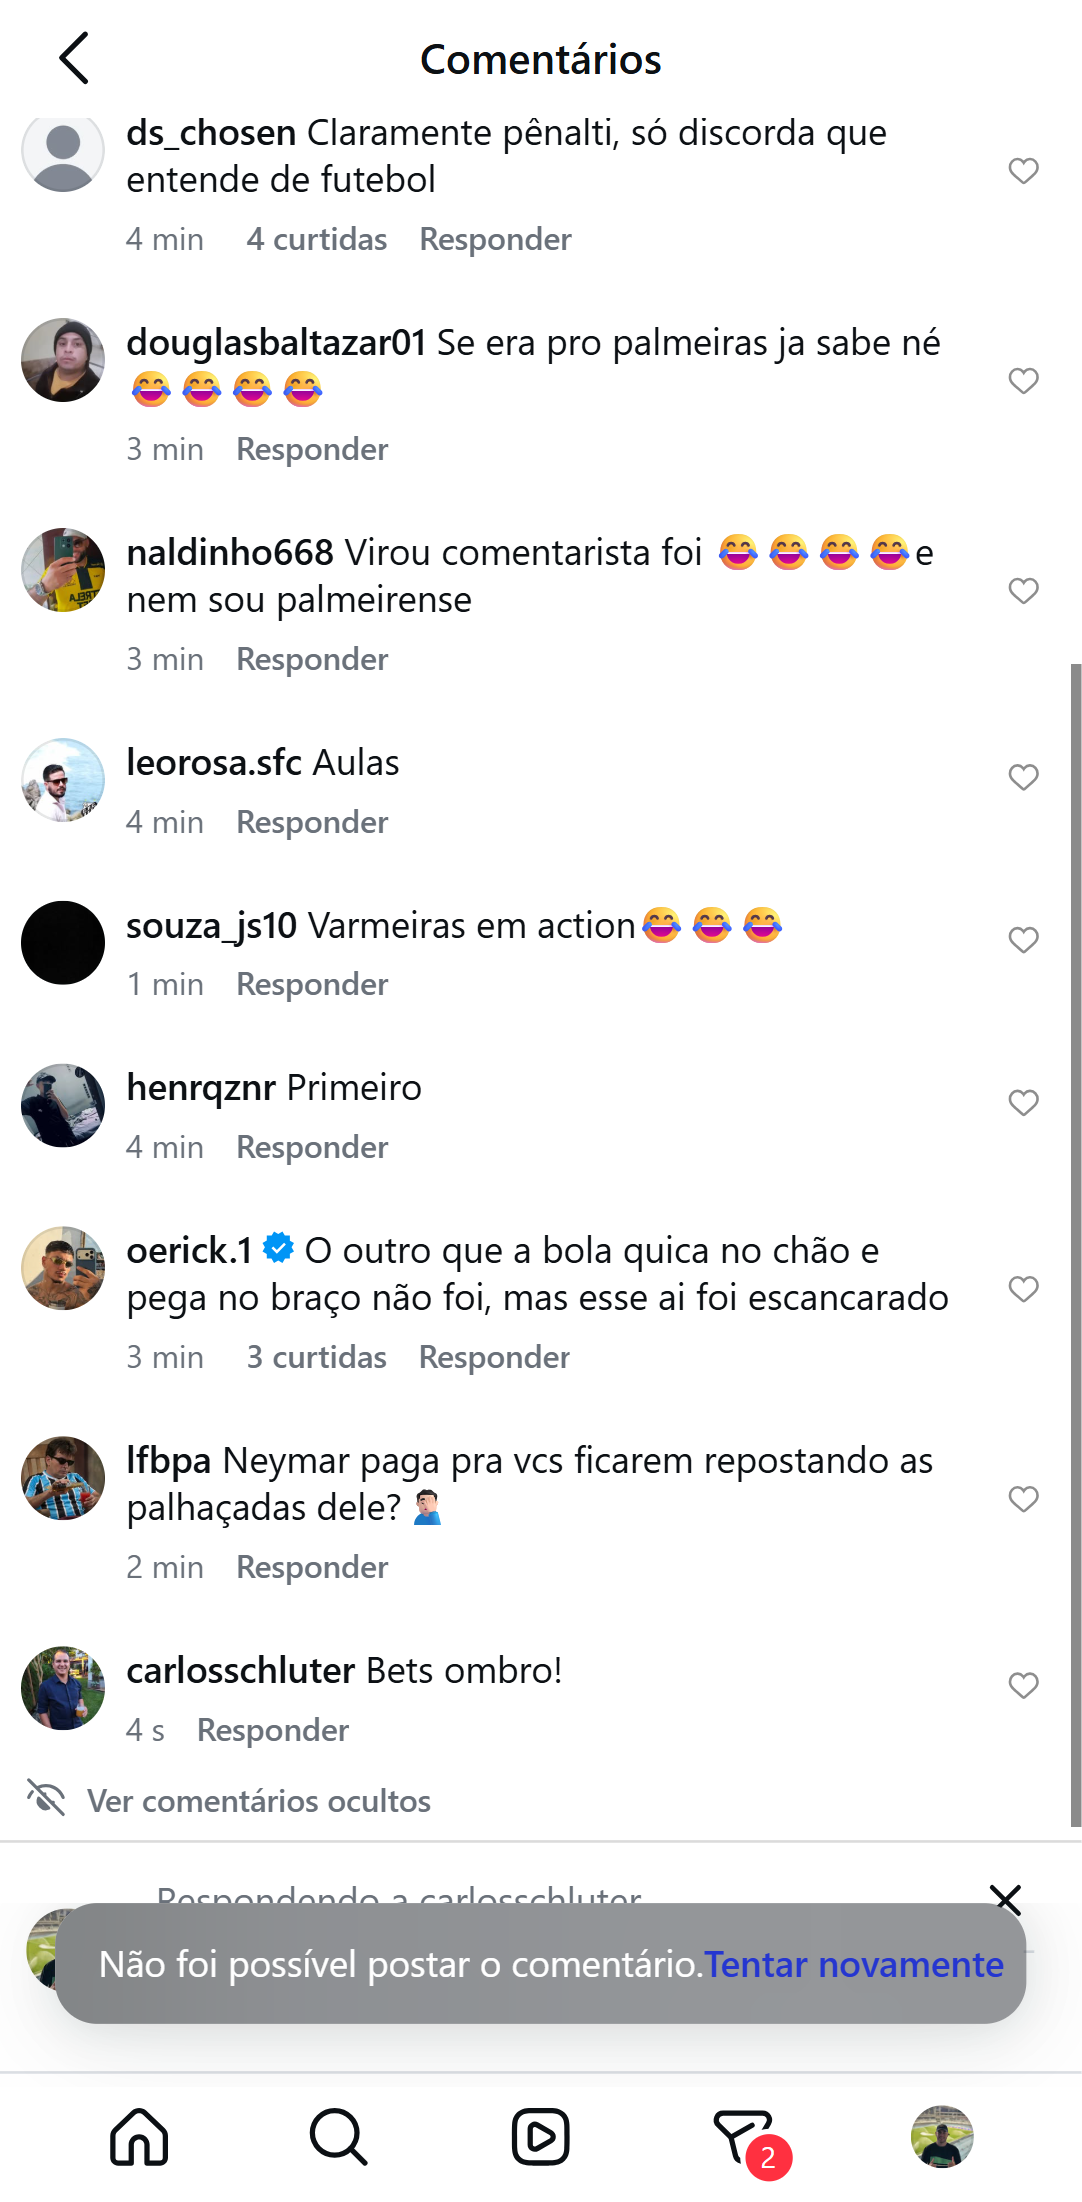 Comentários
ds_chosen Claramente pênalti, só discorda que
entende de futebol
4 min 4 curtidas Responder
douglasbaltazar01 Se era pro palmeiras ja sabe né
😂😂😂😂
3 min Responder
naldinho668 Virou comentarista foi 😂😂😂😂e
nem sou palmeirense
3 min Responder
leorosa.sfc Aulas
4 min Responder
souza_js10 Varmeiras em action😂😂😂
1 min Responder
henrqznr Primeiro
4 min Responder
oerick.1 O outro que a bola quica no chão e
pega no braço não foi, mas esse ai foi escancarado
3 min 3 curtidas Responder
lfbpa Neymar paga pra vcs ficarem repostando as
palhaçadas dele? 🤦🏻‍♂️
2 min Responder
carlosschluter Bets ombro!
4 s Responder
Ver comentários ocultos
Respondendo a carlosschluter
Não foi possível postar o comentário.Tentar novamente
2